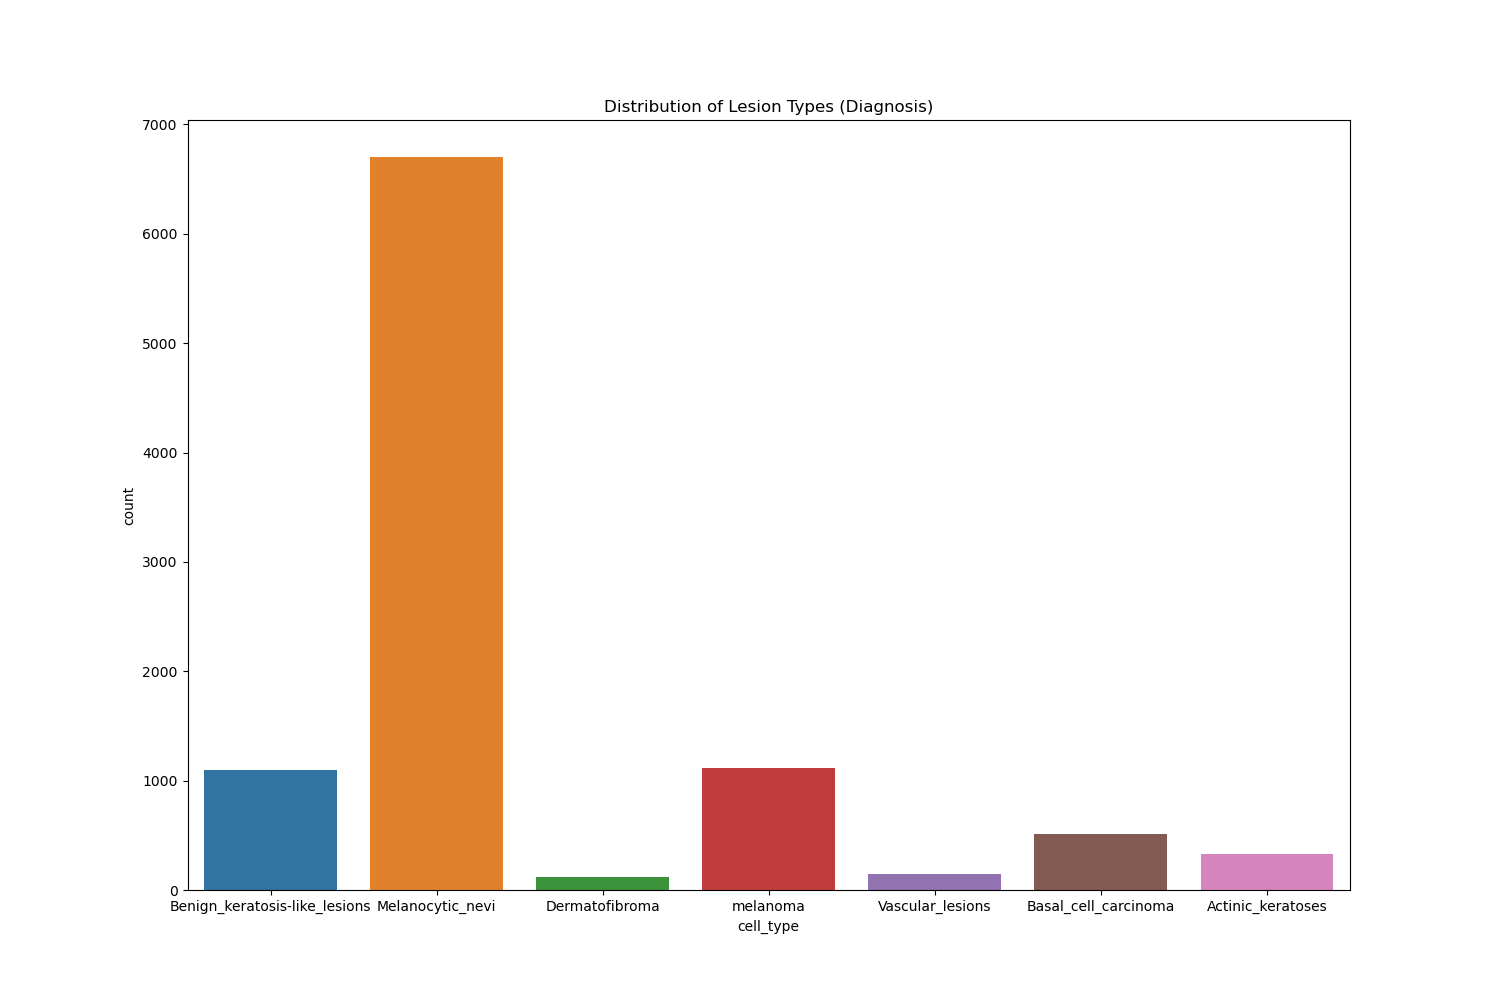 Distribution of Lesion Types (Diagnosis)
7000
6000
5000
4000
3000
2000
1000
0
count
Benign_keratosis-like_lesions Melanocytic_nevi Dermatofibroma melanoma Vascular_lesions Basal_cell_carcinoma Actinic_keratoses
cell_type